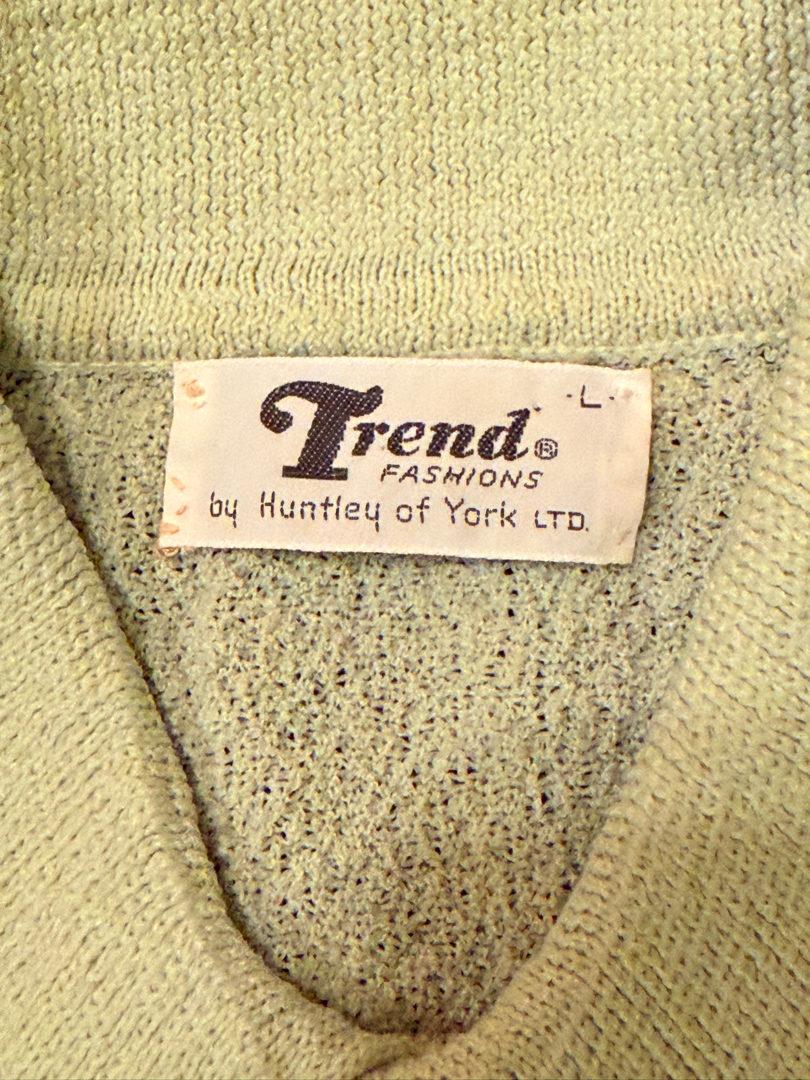 -L-
Trend®
FASHIONS
by Huntley of York LTD.